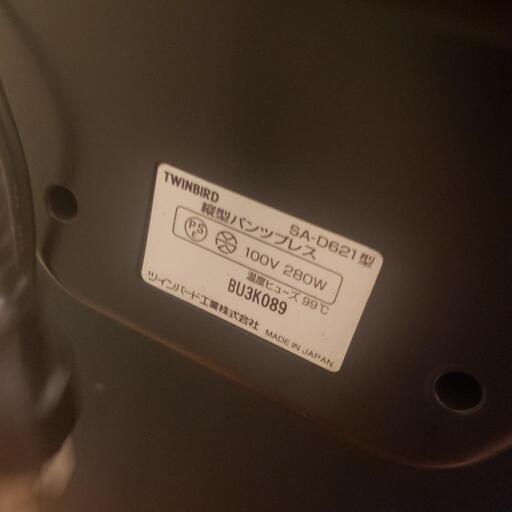 TWINBIRD
SA-D621型
縦型パンツプレス
PS E 100V 280W
温度ヒューズ 99℃
BU3K089
ツインバード工業株式会社
MADE IN JAPAN